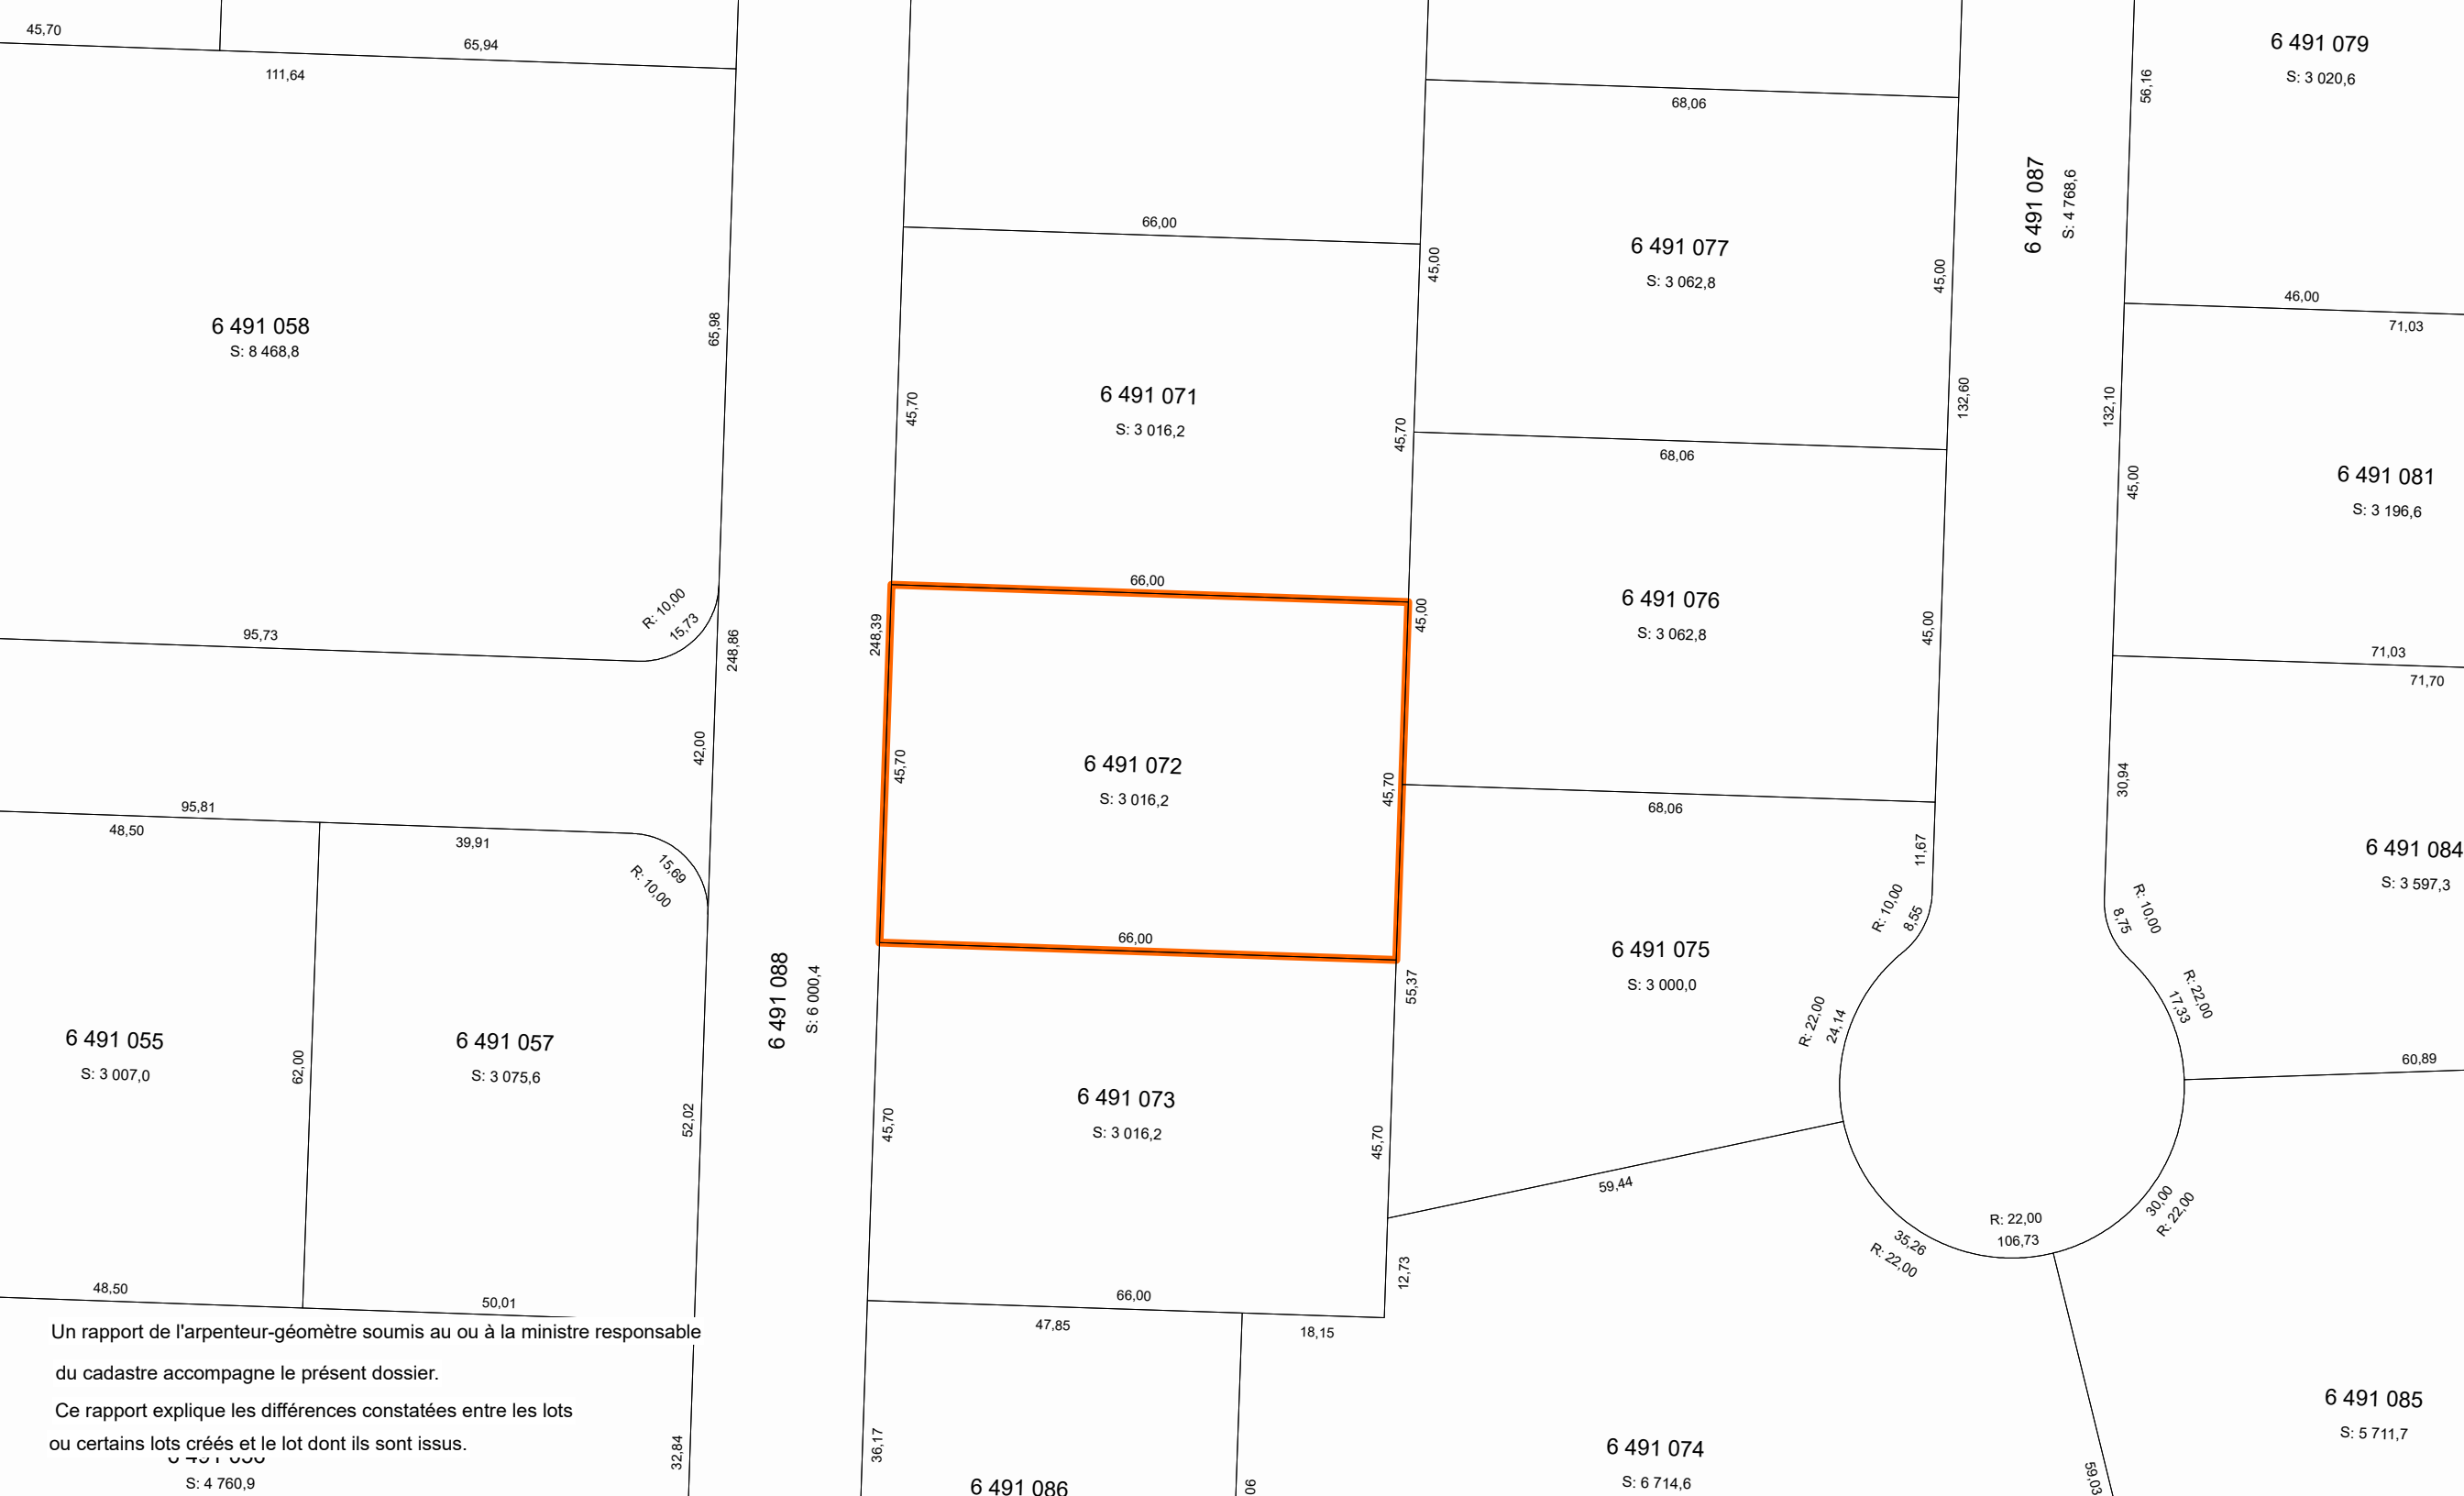 45,70
65,94
111,64
68,06
56,16
6 491 079
S: 3 020,6
6 491 087
S: 4 768,6
66,00
45,00
6 491 077
S: 3 062,8
45,00
46,00
71,03
6 491 058
S: 8 468,8
65,98
45,70
6 491 071
S: 3 016,2
45,70
68,06
132,60
132,10
45,00
6 491 081
S: 3 196,6
R: 10,00
15,73
95,73
248,86
248,39
66,00
45,00
6 491 076
S: 3 062,8
45,00
71,03
71,70
42,00
45,70
6 491 072
S: 3 016,2
45,70
68,06
30,94
95,81
48,50
39,91
15,69
R: 10,00
11,67
R: 10,00
8,55
R: 10,00
8,75
6 491 084
S: 3 597,3
66,00
55,37
6 491 075
S: 3 000,0
R: 22,00
24,14
R: 22,00
17,33
6 491 088
S: 6 000,4
6 491 055
S: 3 007,0
62,00
6 491 057
S: 3 075,6
52,02
45,70
6 491 073
S: 3 016,2
45,70
60,89
59,44
R: 22,00
106,73
30,00
R: 22,00
35,26
R: 22,00
12,73
48,50
50,01
66,00
47,85
18,15
Un rapport de l'arpenteur-géomètre soumis au ou à la ministre responsable
du cadastre accompagne le présent dossier.
Ce rapport explique les différences constatées entre les lots
ou certains lots créés et le lot dont ils sont issus.
S: 4 760,9
32,84
36,17
6 491 086
06
6 491 074
S: 6 714,6
59,03
6 491 085
S: 5 711,7